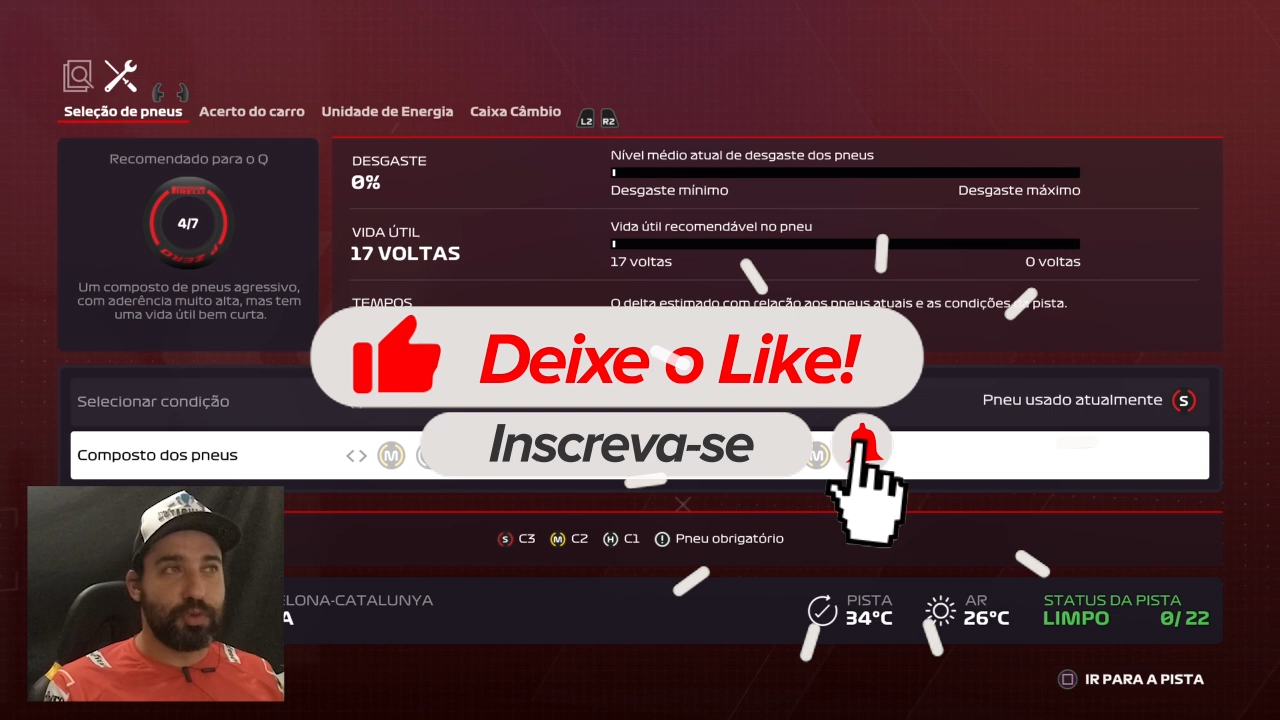 Seleção de pneus
Acerto do carro
Unidade de Energia
Caixa Câmbio
L2 R2
Recomendado para o Q
PIRELLI
4/7
P ZERO
Um composto de pneus agressivo,
com aderência muito alta, mas tem
uma vida útil bem curta.
DESGASTE
0%
Nível médio atual de desgaste dos pneus
Desgaste mínimo
Desgaste máximo
VIDA ÚTIL
17 VOLTAS
Vida útil recomendável no pneu
17 voltas
0 voltas
TEMPOS
O delta estimado com relação aos pneus atuais e as condições da pista.
Deixe o Like!
Selecionar condição
Pneu usado atualmente S
Inscreva-se
Composto dos pneus
M
M
S C3 M C2 H C1 ! Pneu obrigatório
ELONA-CATALUNYA
A
PISTA
34°C
AR
26°C
STATUS DA PISTA
LIMPO 0/22
IR PARA A PISTA